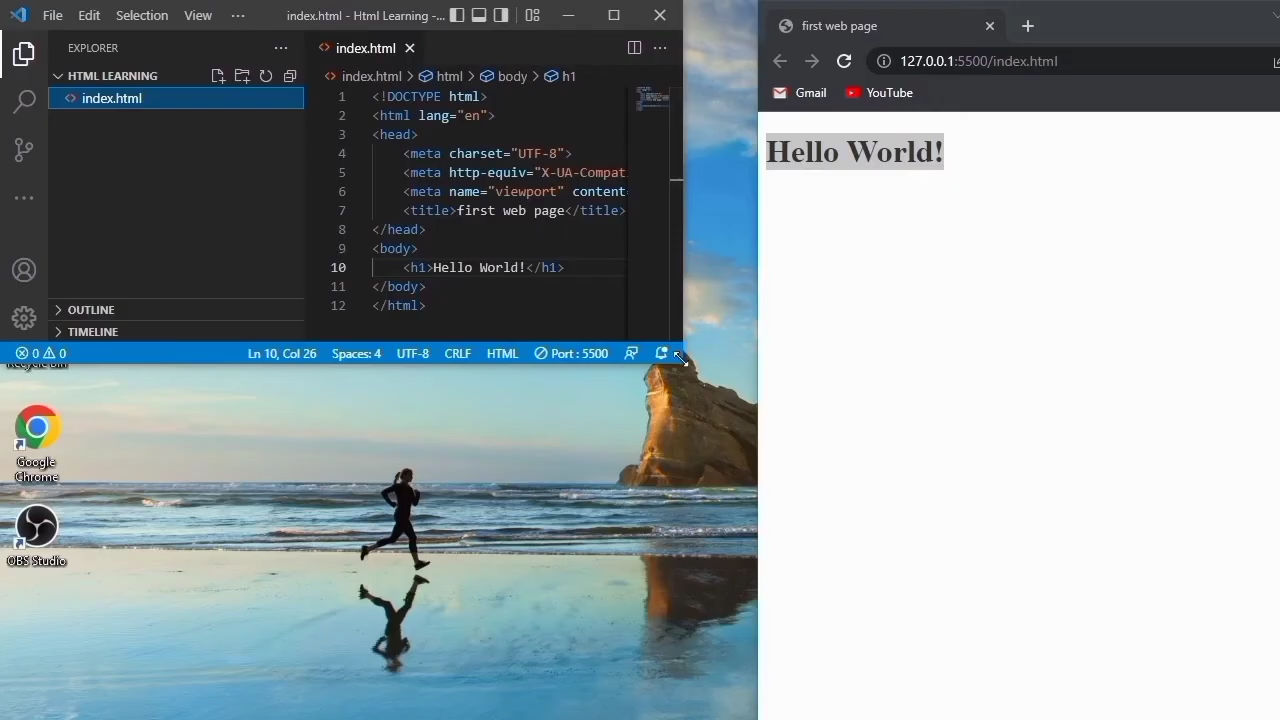 File Edit Selection View ··· index.html - Html Learning -...
EXPLORER ···
HTML LEARNING
index.html
OUTLINE
TIMELINE
index.html
index.html > html > body > h1
1 <!DOCTYPE html>
2 <html lang="en">
3 <head>
4 <meta charset="UTF-8">
5 <meta http-equiv="X-UA-Compat
6 <meta name="viewport" content=
7 <title>first web page</title>
8 </head>
9 <body>
10 <h1>Hello World!</h1>
11 </body>
12 </html>
0 0 Ln 10, Col 26 Spaces: 4 UTF-8 CRLF HTML Port : 5500
Recycle Bin
Google
Chrome
OBS Studio
first web page
127.0.0.1:5500/index.html
Gmail YouTube
Hello World!